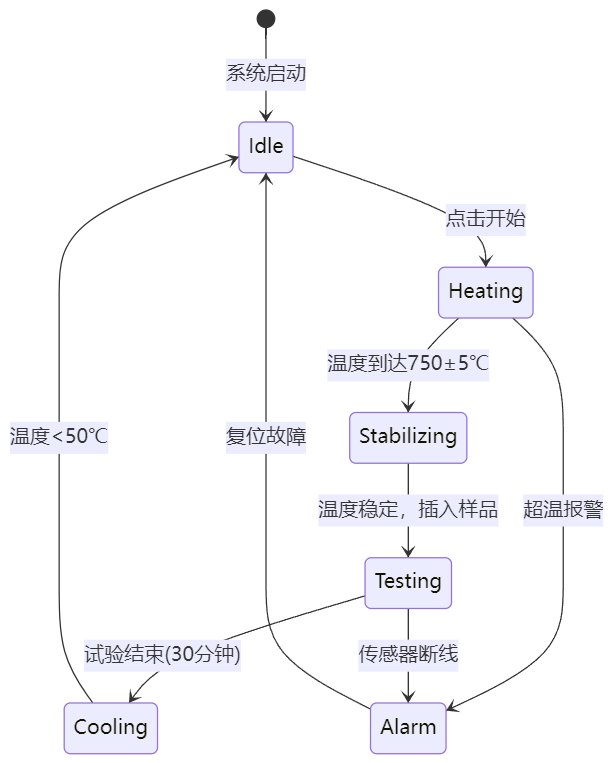 系统启动
Idle
点击开始
Heating
温度到达750±5℃
温度<50℃
复位故障
Stabilizing
温度稳定，插入样品
超温报警
Testing
试验结束(30分钟)
传感器断线
Cooling
Alarm